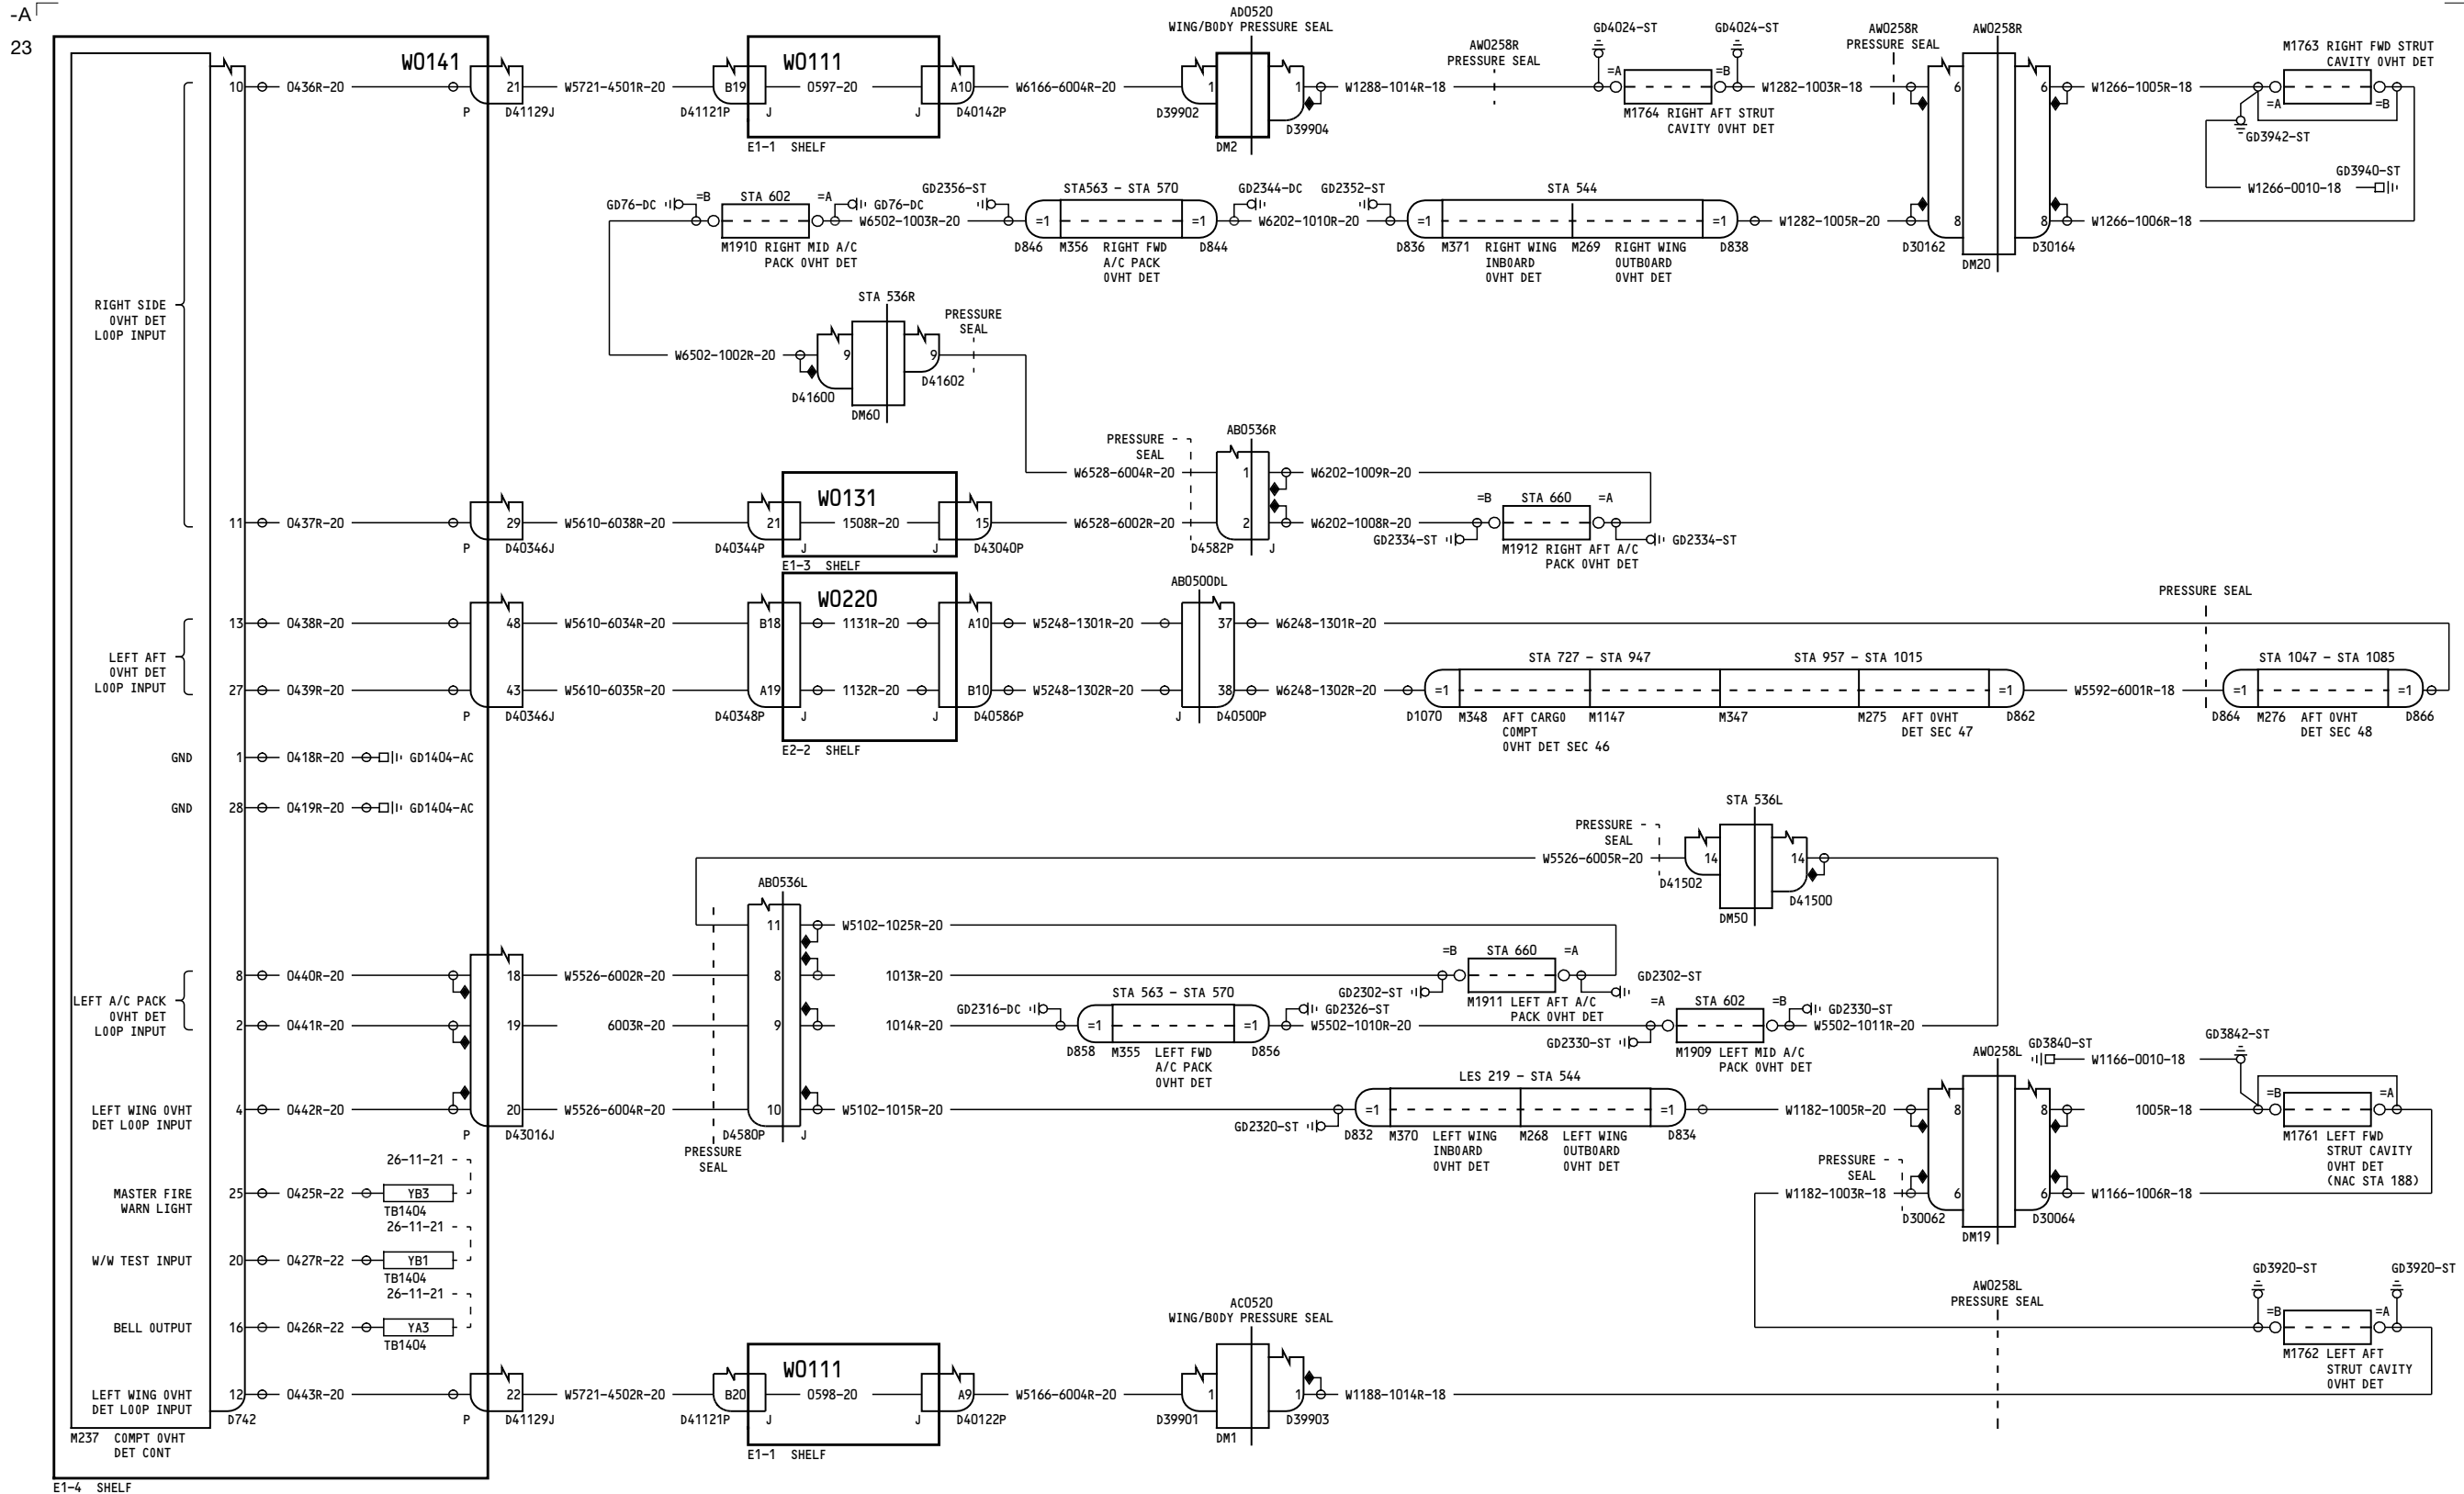 -A
23
W0141
10
0436R-20
P
21
D41129J
W5721-4501R-20
B19
D41121P
J
W0111
0597-20
J
A10
D40142P
E1-1 SHELF
W6166-6004R-20
AD0520
WING/BODY PRESSURE SEAL
1
D39902
DM2
1
D39904
W1288-1014R-18
AW0258R
PRESSURE SEAL
GD4024-ST
GD4024-ST
=A
=B
M1764 RIGHT AFT STRUT
CAVITY OVHT DET
W1282-1003R-18
AW0258R
PRESSURE SEAL
AW0258R
6
6
8
8
D30162
D30164
DM20
W1266-1005R-18
M1763 RIGHT FWD STRUT
CAVITY OVHT DET
=A
=B
GD3942-ST
GD3940-ST
W1266-0010-18
W1266-1006R-18
RIGHT SIDE
OVHT DET
LOOP INPUT
GD76-DC
=B
STA 602
=A
GD76-DC
M1910 RIGHT MID A/C
PACK OVHT DET
W6502-1003R-20
GD2356-ST
STA563 - STA 570
=1
=1
D846
M356
RIGHT FWD
A/C PACK
OVHT DET
D844
GD2344-DC
W6202-1010R-20
GD2352-ST
STA 544
=1
=1
D836
M371
RIGHT WING
INBOARD
OVHT DET
M269
RIGHT WING
OUTBOARD
OVHT DET
D838
W1282-1005R-20
W6502-1002R-20
STA 536R
9
9
D41600
DM60
D41602
PRESSURE
SEAL
11
0437R-20
P
29
D40346J
W5610-6038R-20
21
D40344P
J
W0131
1508R-20
J
15
D43040P
E1-3 SHELF
W6528-6004R-20
W6528-6002R-20
PRESSURE
SEAL
AB0536R
1
2
D4582P
J
W6202-1009R-20
W6202-1008R-20
=B
STA 660
=A
GD2334-ST
GD2334-ST
M1912 RIGHT AFT A/C
PACK OVHT DET
LEFT AFT
OVHT DET
LOOP INPUT
13
0438R-20
27
0439R-20
P
48
43
D40346J
W5610-6034R-20
W5610-6035R-20
B18
A19
D40348P
J
W0220
1131R-20
1132R-20
J
A10
B10
D40586P
E2-2 SHELF
W5248-1301R-20
W5248-1302R-20
AB0500DL
37
38
J
D40500P
W6248-1301R-20
W6248-1302R-20
STA 727 - STA 947
STA 957 - STA 1015
=1
=1
D1070
M348
AFT CARGO
COMPT
OVHT DET SEC 46
M1147
M347
M275
AFT OVHT
DET SEC 47
D862
W5592-6001R-18
PRESSURE SEAL
STA 1047 - STA 1085
=1
=1
D864
M276
AFT OVHT
DET SEC 48
D866
GND
1
0418R-20
GD1404-AC
GND
28
0419R-20
GD1404-AC
STA 536L
PRESSURE
SEAL
W5526-6005R-20
14
14
D41502
DM50
D41500
LEFT A/C PACK
OVHT DET
LOOP INPUT
8
0440R-20
2
0441R-20
18
19
W5526-6002R-20
6003R-20
AB0536L
11
8
9
10
W5102-1025R-20
1013R-20
1014R-20
=B
STA 660
=A
GD2302-ST
GD2302-ST
M1911 LEFT AFT A/C
PACK OVHT DET
GD2316-DC
STA 563 - STA 570
=1
=1
D858
M355
LEFT FWD
A/C PACK
OVHT DET
D856
GD2326-ST
W5502-1010R-20
=A
STA 602
=B
GD2330-ST
GD2330-ST
M1909 LEFT MID A/C
PACK OVHT DET
W5502-1011R-20
LEFT WING OVHT
DET LOOP INPUT
4
0442R-20
P
20
D43016J
W5526-6004R-20
PRESSURE
SEAL
D4580P
J
W5102-1015R-20
GD2320-ST
LES 219 - STA 544
=1
=1
D832
M370
LEFT WING
INBOARD
OVHT DET
M268
LEFT WING
OUTBOARD
OVHT DET
D834
W1182-1005R-20
PRESSURE
SEAL
W1182-1003R-18
AW0258L
8
8
6
6
D30062
D30064
DM19
GD3840-ST
W1166-0010-18
GD3842-ST
1005R-18
=B
=A
M1761 LEFT FWD
STRUT CAVITY
OVHT DET
(NAC STA 188)
W1166-1006R-18
MASTER FIRE
WARN LIGHT
25
0425R-22
26-11-21
YB3
TB1404
W/W TEST INPUT
20
0427R-22
26-11-21
YB1
TB1404
BELL OUTPUT
16
0426R-22
26-11-21
YA3
TB1404
AW0258L
PRESSURE SEAL
GD3920-ST
GD3920-ST
=B
=A
M1762 LEFT AFT
STRUT CAVITY
OVHT DET
LEFT WING OVHT
DET LOOP INPUT
12
0443R-20
D742
P
22
D41129J
W5721-4502R-20
B20
D41121P
J
W0111
0598-20
J
A9
D40122P
E1-1 SHELF
W5166-6004R-20
AC0520
WING/BODY PRESSURE SEAL
1
1
D39901
DM1
D39903
W1188-1014R-18
M237 COMPT OVHT
DET CONT
E1-4 SHELF